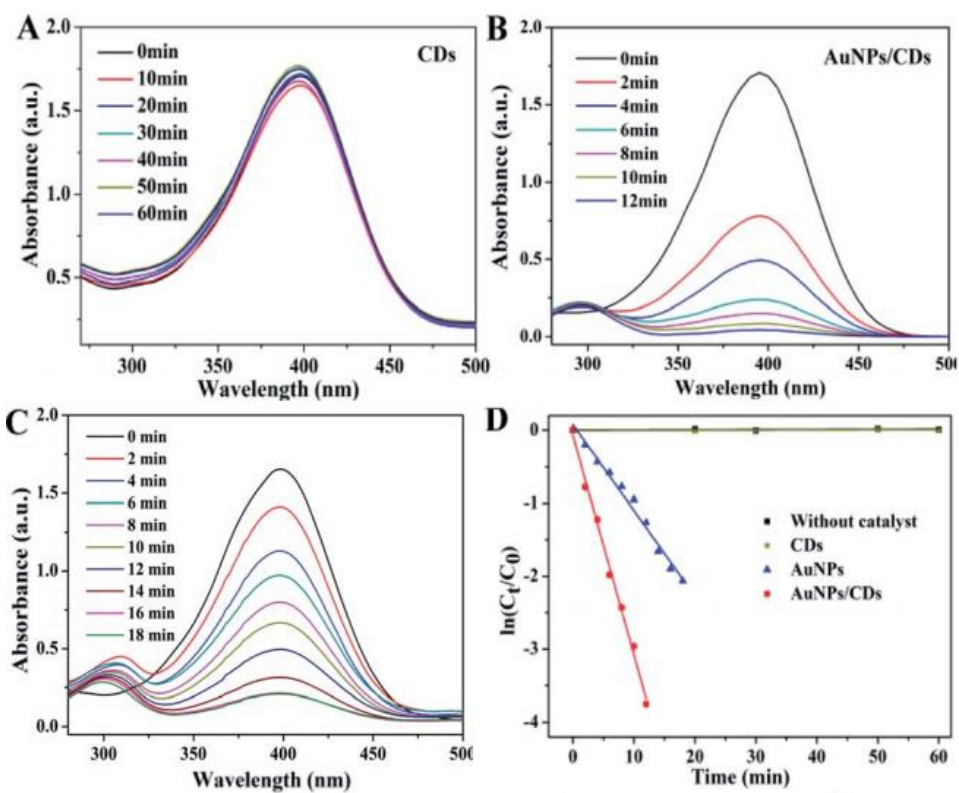 A
CDs
0min
10min
20min
30min
40min
50min
60min
Absorbance (a.u.)
2.0
1.5
1.0
0.5
300
350
400
450
500
Wavelength (nm)
B
AuNPs/CDs
0min
2min
4min
6min
8min
10min
12min
Absorbance (a.u.)
2.0
1.5
1.0
0.5
0.0
300
350
400
450
500
Wavelength (nm)
C
0 min
2 min
4 min
6 min
8 min
10 min
12 min
14 min
16 min
18 min
Absorbance (a.u.)
2.0
1.5
1.0
0.5
0.0
300
350
400
450
500
Wavelength (nm)
D
Without catalyst
CDs
AuNPs
AuNPs/CDs
ln(Ct/C0)
0
-1
-2
-3
-4
0
10
20
30
40
50
60
Time (min)